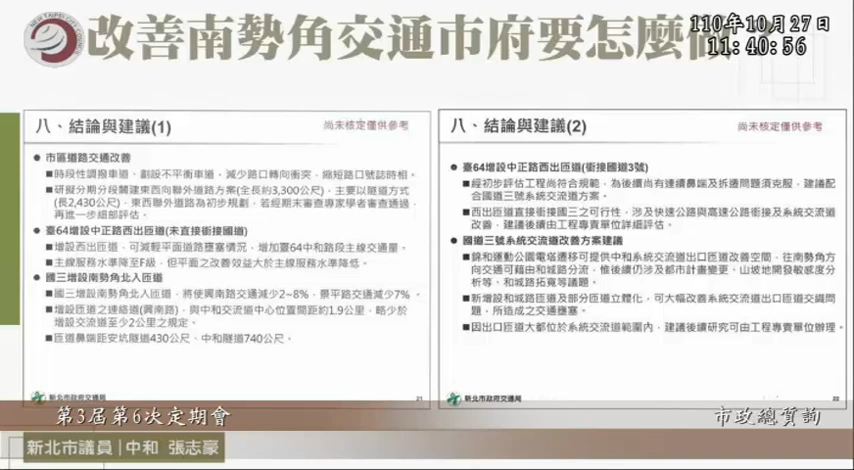 110年10月27日
11:40:56
改善南勢角交通市府要怎麼做
八、結論與建議(1)
尚未核定僅供參考
● 市區道路交通改善
■時段性調撥車道、劃設不平衡車道，減少路口轉向衝突，縮短路口號誌時相。
■研擬分期分段闢建東西向聯外道路方案(全長約3,300公尺)，主要以隧道方式
(長2,430公尺)，東西聯外道路為初步規劃，若經期末審查專家學者審查通過，
再進一步細部評估。
● 臺64增設中正路西出匝道(未直接銜接國道)
■增設西出匝道，可減輕平面道路壅塞情況，增加臺64中和路段主線交通量。
■主線服務水準降至F級，但平面之改善效益大於主線服務水準降低。
● 國三增設南勢角北入匝道
■國三增設南勢角北入匝道，將使興南路交通減少2~8%，景平路交通減少7%。
■增設匝道之連絡道(興南路)，與中和交流道中心位置間距約1.9公里，略少於
增設交流道至少2公里之規定。
■匝道鼻端距安坑隧道430公尺、中和隧道740公尺。
新北市政府交通局
21
八、結論與建議(2)
尚未核定僅供參考
● 臺64增設中正路西出匝道(銜接國道3號)
■經初步評估工程尚符合規範，為後續尚有連續鼻端及拆遷問題須克服，建議配
合國道三號系統交流道方案。
■西出匝道直接銜接國三之可行性，涉及快速公路與高速公路銜接及系統交流道
改善，建議後續由工程專責單位詳細評估。
● 國道三號系統交流道改善方案建議
■錦和運動公園電塔遷移可提供中和系統交流道出口匝道改善空間，往南勢角方
向交通可藉由和城路分流，惟後續仍涉及都市計畫變更、山坡地開發敏感度分
析等、和城路拓寬等議題。
■新增設和城路匝道及部份匝道立體化，可大幅改善系統交流道出口匝道交織問
題，所造成之交通壅塞。
■因出口匝道大都位於系統交流道範圍內，建議後續研究可由工程專責單位辦理。
新北市政府交通局
22
第3屆第6次定期會
市政總質詢
新北市議員|中和 張志豪